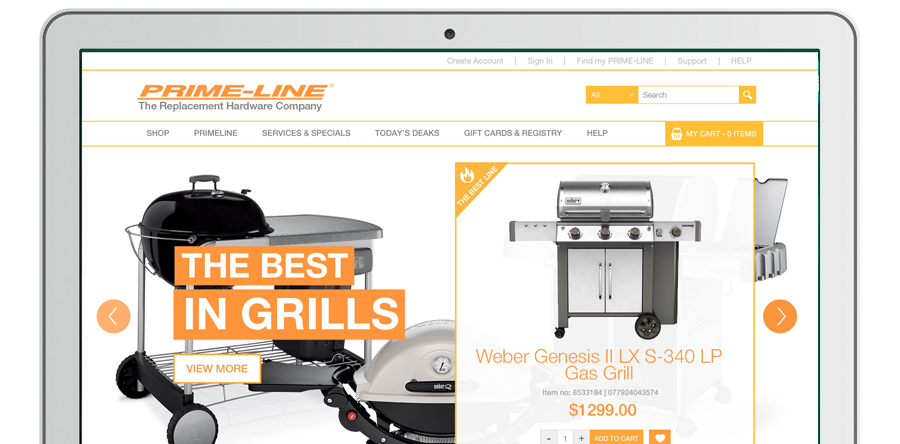 Create Account | Sign In | Find my PRIME-LINE | Support | HELP
PRIME-LINE®
The Replacement Hardware Company
All
Search
SHOP PRIMELINE SERVICES & SPECIALS TODAY'S DEAKS GIFT CARDS & REGISTRY HELP
MY CART - 0 ITEMS
THE BEST
IN GRILLS
VIEW MORE
THE BEST LINE
weber
weber Q
Weber Genesis II LX S-340 LP
Gas Grill
Item no: 8533184 | 077924043574
$1299.00
- 1 + ADD TO CART